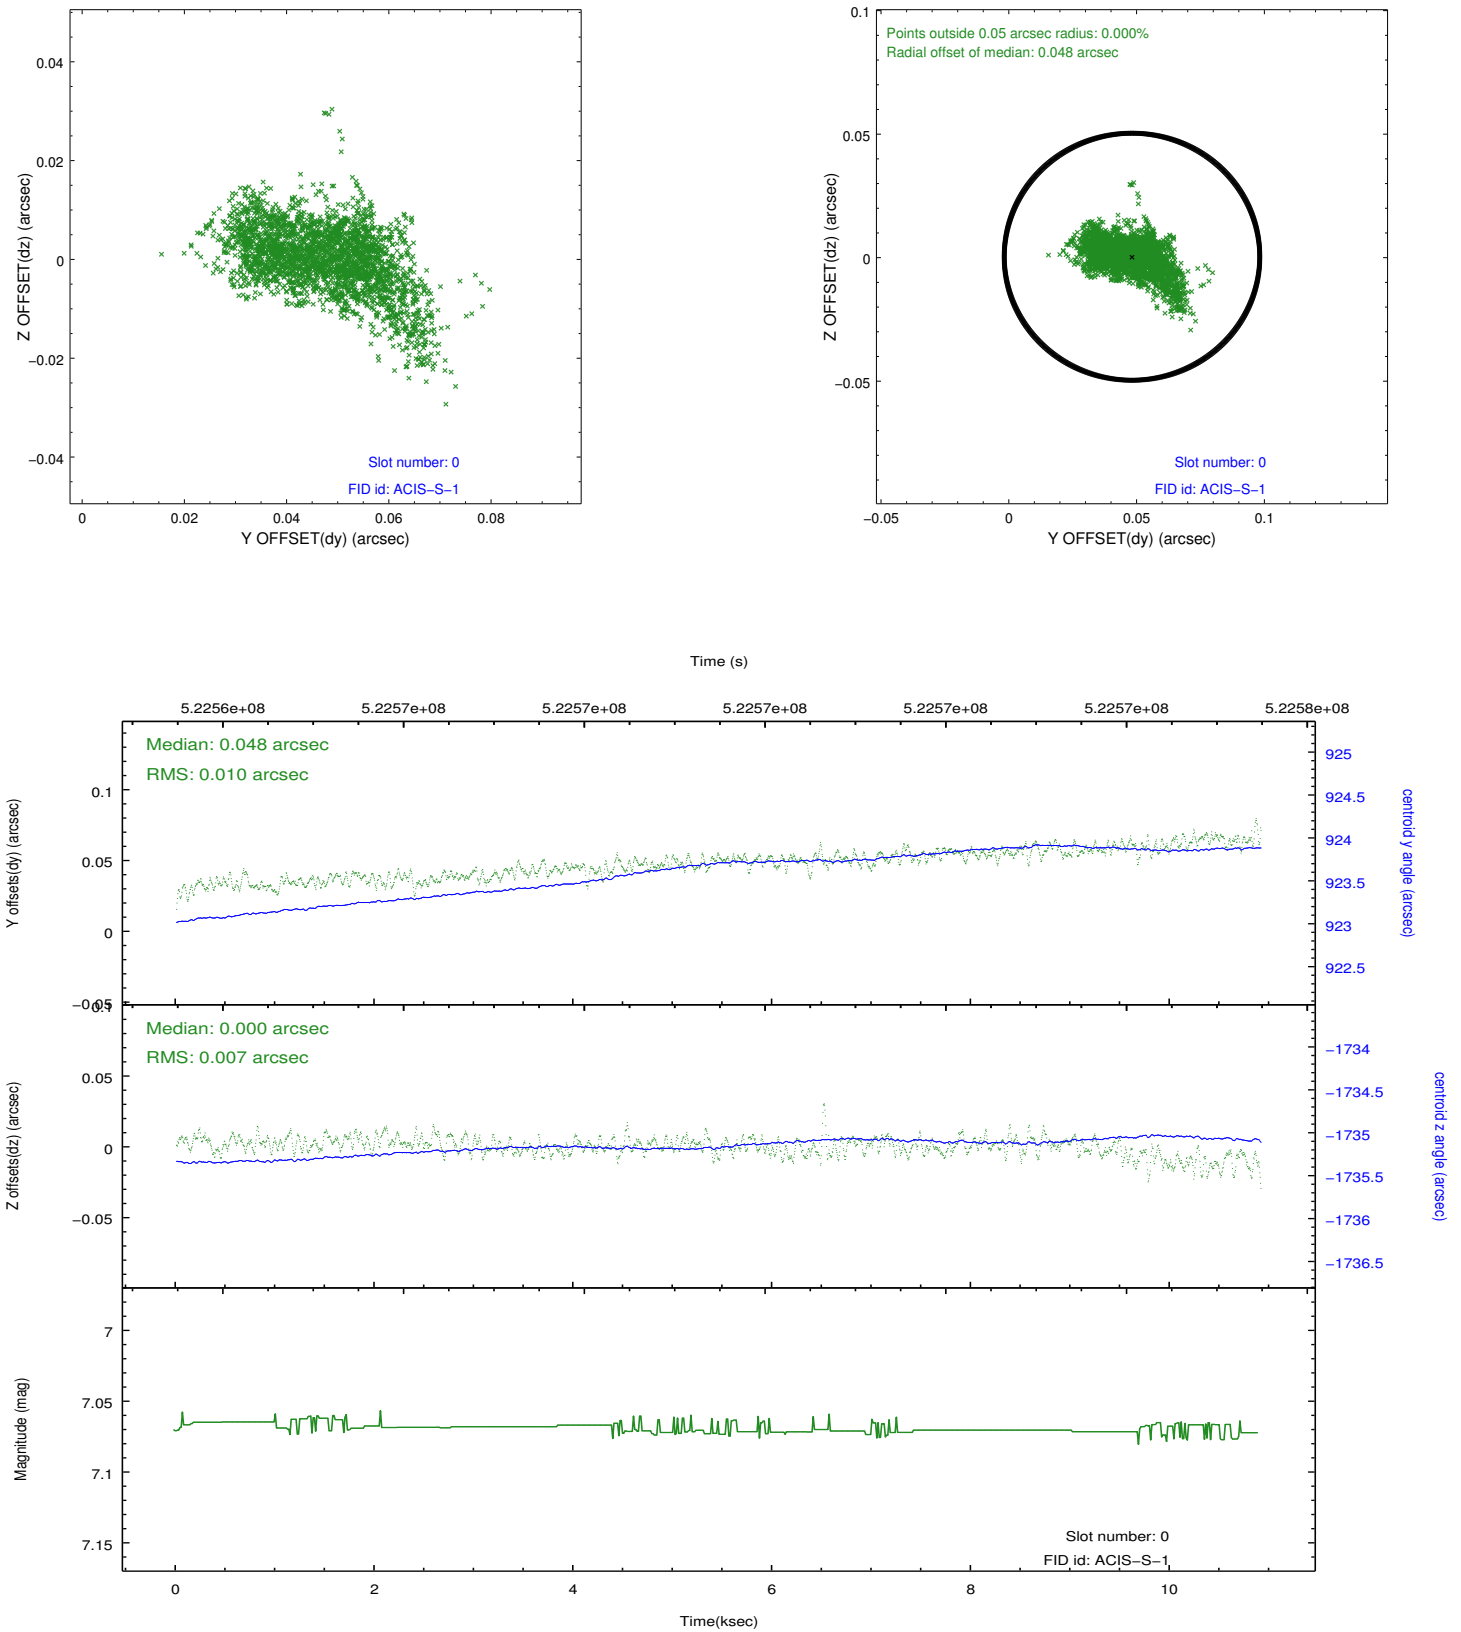 0.04
0.02
0
−0.02
−0.04
Z OFFSET(dz) (arcsec)
Slot number: 0
FID id: ACIS−S−1
0
0.02
0.04
0.06
0.08
Y OFFSET(dy) (arcsec)
Points outside 0.05 arcsec radius: 0.000%
Radial offset of median: 0.048 arcsec
0.1
0.05
0
−0.05
Z OFFSET(dz) (arcsec)
Slot number: 0
FID id: ACIS−S−1
−0.05
0
0.05
0.1
Y OFFSET(dy) (arcsec)
Time (s)
5.2256e+08
5.2257e+08
5.2257e+08
5.2257e+08
5.2257e+08
5.2257e+08
5.2258e+08
Median: 0.048 arcsec
RMS: 0.010 arcsec
0.1
0.05
0
−0.05
Y offsets(dy) (arcsec)
925
924.5
924
923.5
923
922.5
centroid y angle (arcsec)
Median: 0.000 arcsec
RMS: 0.007 arcsec
0.1
0.05
0
−0.05
Z offsets(dz) (arcsec)
−1734
−1734.5
−1735
−1735.5
−1736
−1736.5
centroid z angle (arcsec)
7
7.05
7.1
7.15
Magnitude (mag)
Slot number: 0
FID id: ACIS−S−1
0
2
4
6
8
10
Time(ksec)